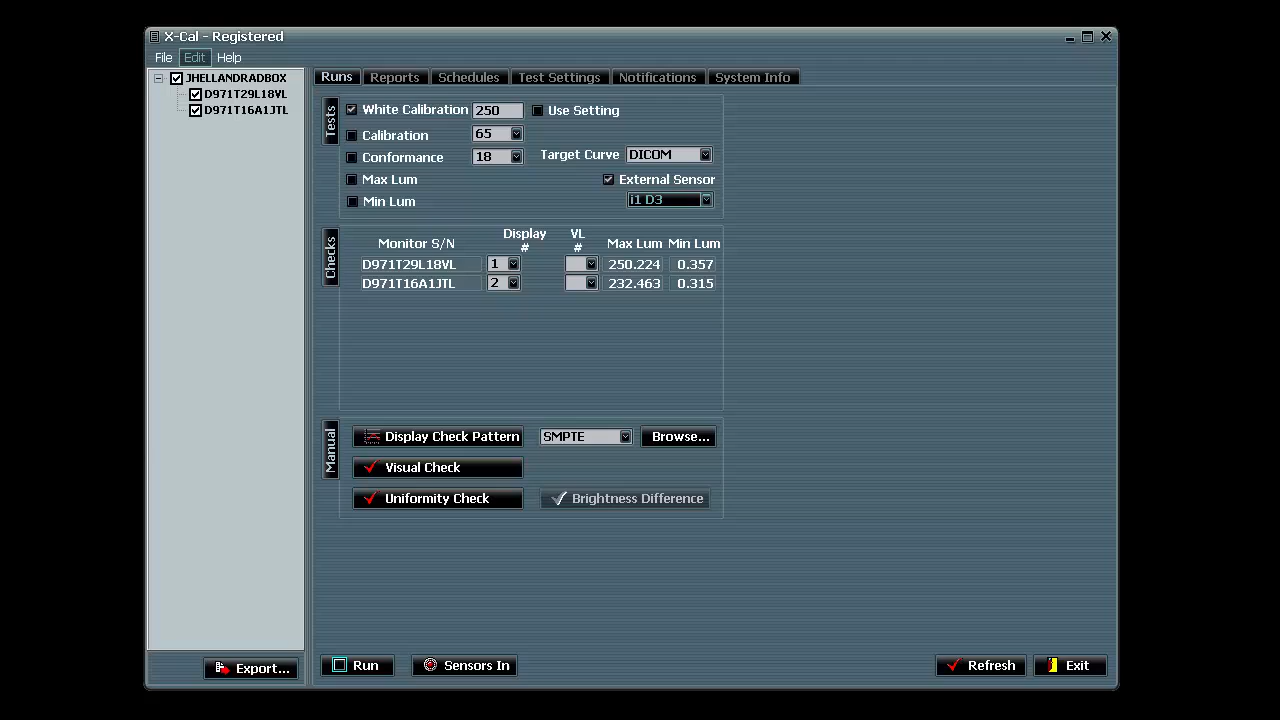 X-Cal - Registered
File Edit Help
JHELLANDRADBOX
D971T29L18VL
D971T16A1JTL
Export...
Runs Reports Schedules Test Settings Notifications System Info
Tests
White Calibration 250 Use Setting
Calibration 65
Conformance 18 Target Curve DICOM
Max Lum External Sensor
Min Lum i1 D3
Checks
Monitor S/N Display # VL # Max Lum Min Lum
D971T29L18VL 1 250.224 0.357
D971T16A1JTL 2 232.463 0.315
Manual
Display Check Pattern SMPTE Browse...
Visual Check
Uniformity Check Brightness Difference
Run Sensors In Refresh Exit